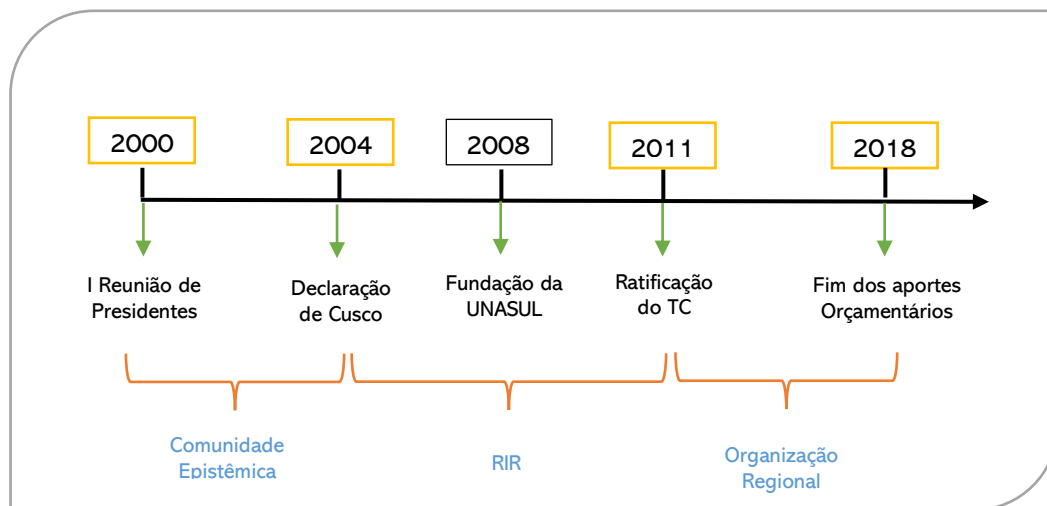 2000
2004
2008
2011
2018
I Reunião de
Presidentes
Declaração
de Cusco
Fundação da
UNASUL
Ratificação
do TC
Fim dos aportes
Orçamentários
Comunidade
Epistêmica
RIR
Organização
Regional